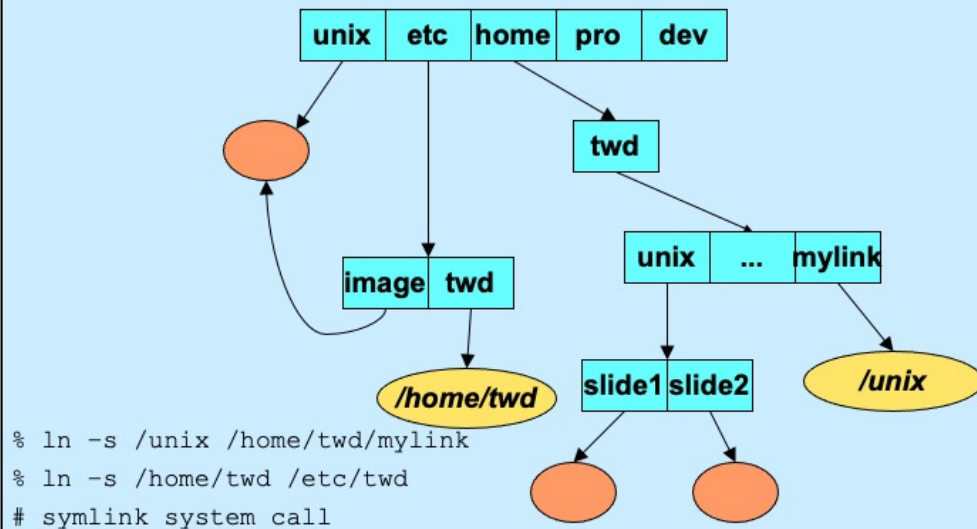 unix etc home pro dev
twd
unix ... mylink
image twd
slide1 slide2
/unix
/home/twd
% ln -s /unix /home/twd/mylink
% ln -s /home/twd /etc/twd
# symlink system call